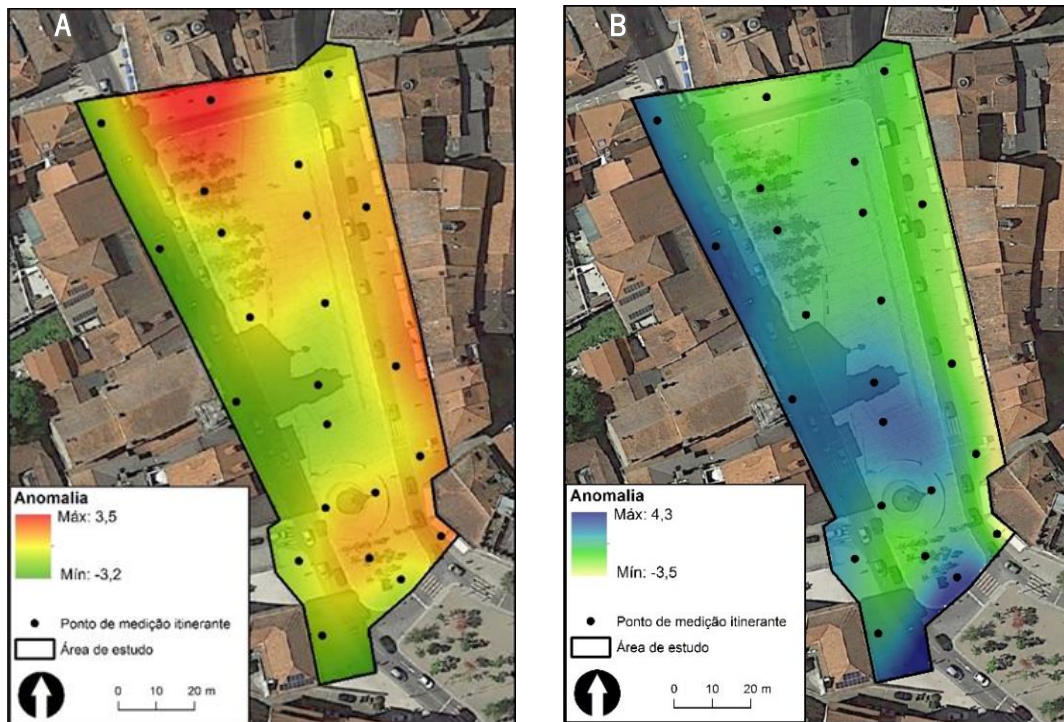 A
Anomalia
Máx: 3,5
Mín: -3,2
Ponto de medição itinerante
Área de estudo
0 10 20 m
B
Anomalia
Máx: 4,3
Mín: -3,5
Ponto de medição itinerante
Área de estudo
0 10 20 m